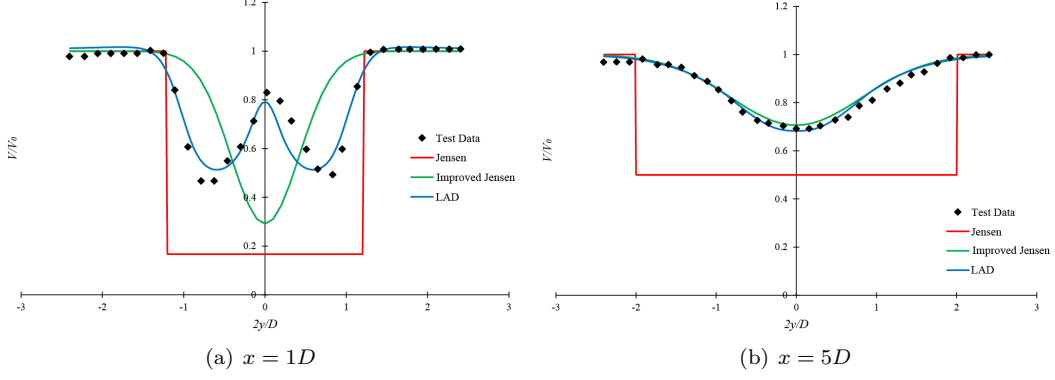 1.2
1
0.8
0.6
0.4
0.2
0
-3
-2
-1
0
1
2
3
V/V₀
2y/D
Test Data
Jensen
Improved Jensen
LAD
(a) x = 1D
1.2
1
0.8
0.6
0.4
0.2
0
-3
-2
-1
0
1
2
3
V/V₀
2y/D
Test Data
Jensen
Improved Jensen
LAD
(b) x = 5D